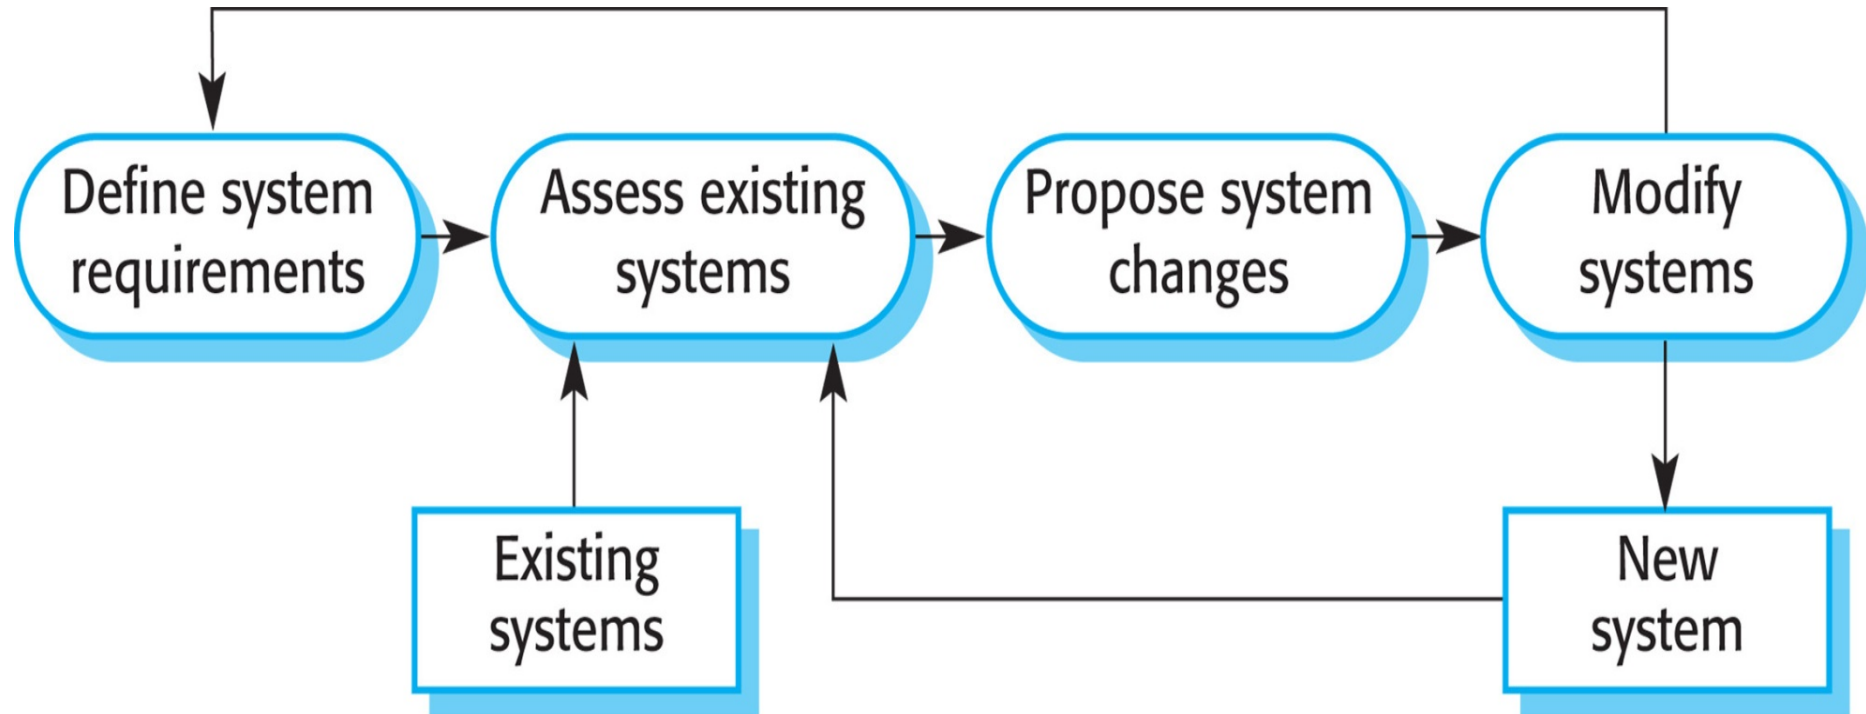 Define system
requirements
Assess existing
systems
Propose system
changes
Modify
systems
Existing
systems
New
system